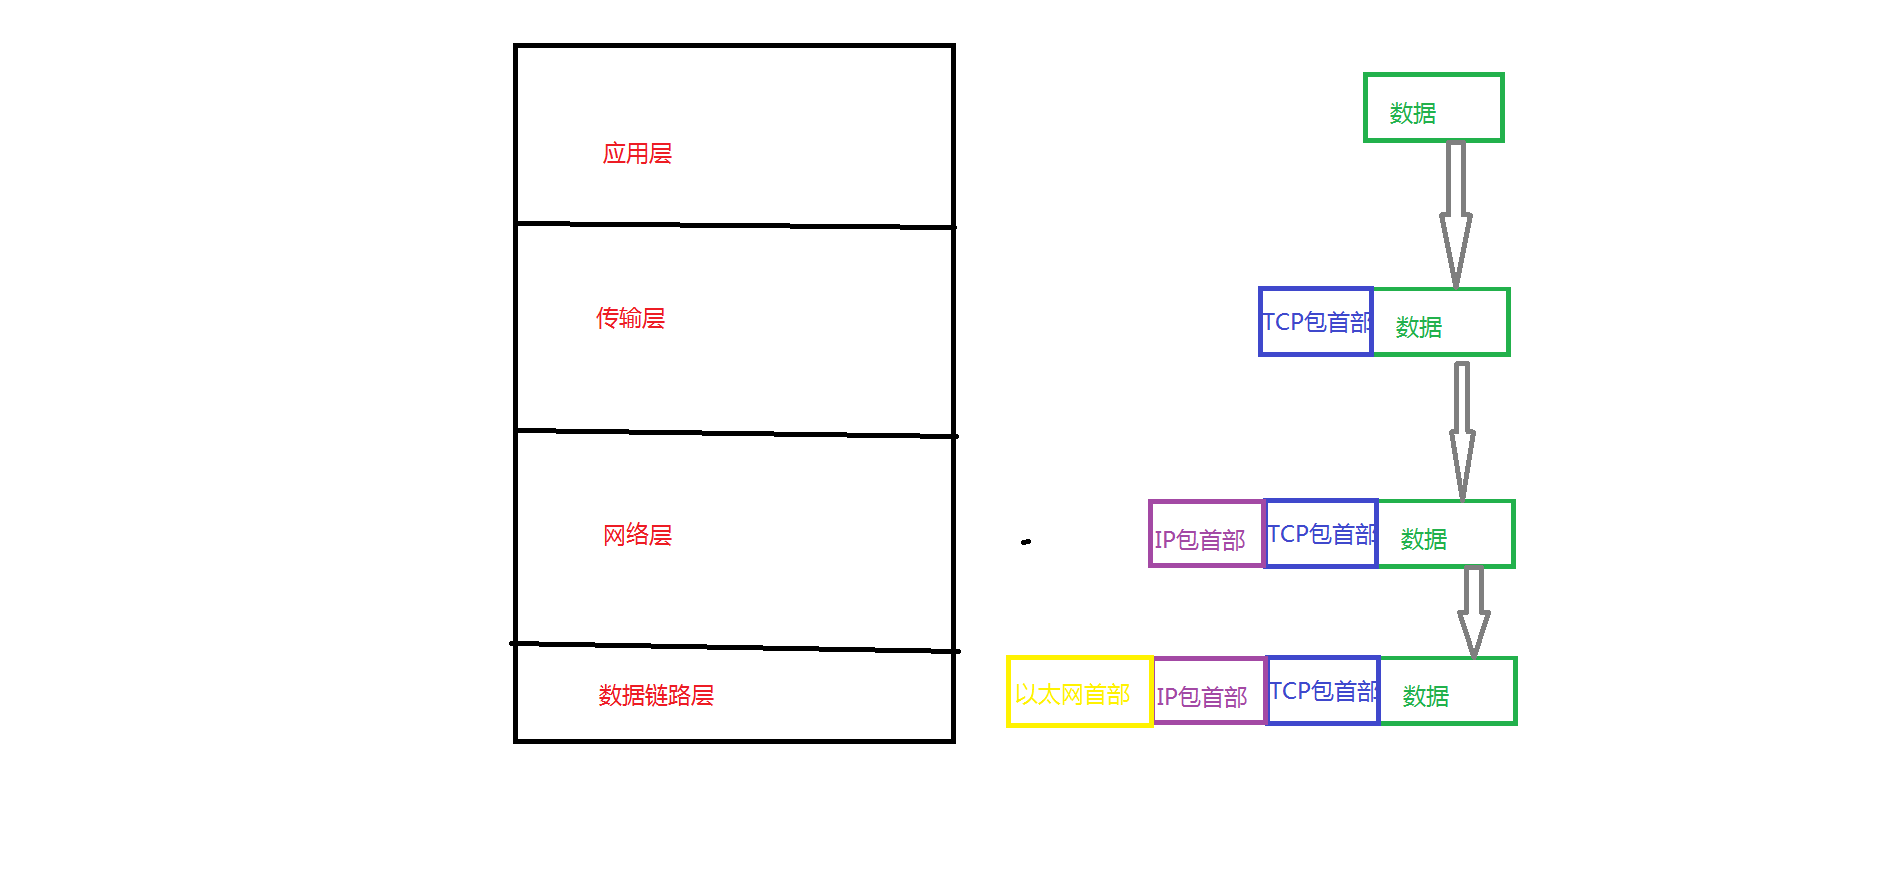 应用层
数据
传输层
TCP包首部 数据
网络层
IP包首部 TCP包首部 数据
数据链路层
以太网首部 IP包首部 TCP包首部 数据